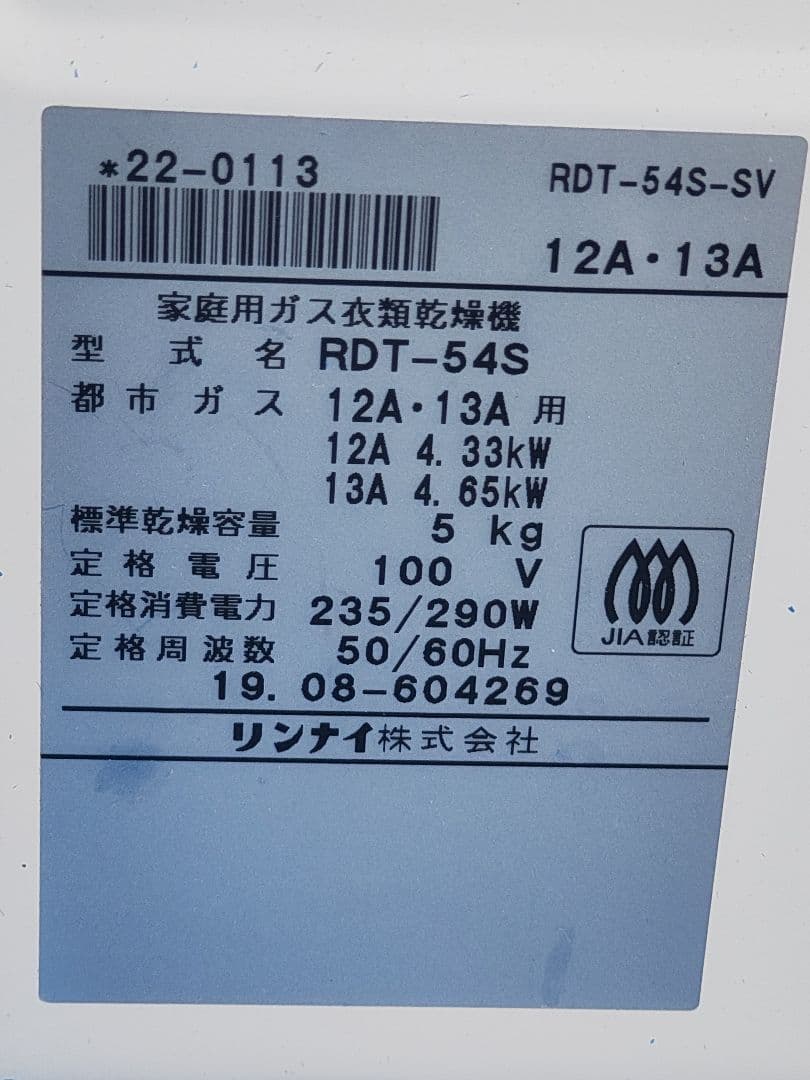 *22-0113
RDT-54S-SV
12A・13A
家庭用ガス衣類乾燥機
型式名 RDT-54S
都市ガス 12A・13A用
12A 4.33kW
13A 4.65kW
標準乾燥容量 5 kg
定格電圧 100 V
定格消費電力 235/290W
定格周波数 50/60Hz
19.08-604269
JIA認証
リンナイ株式会社